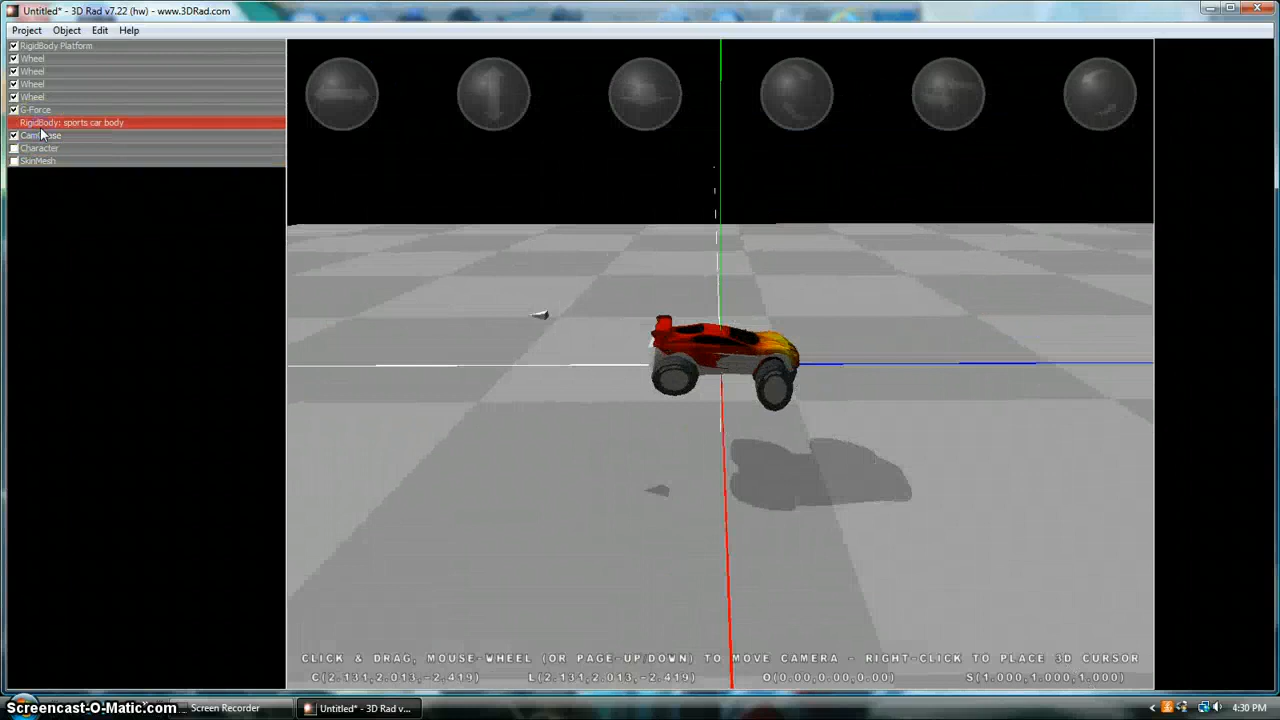 Untitled* - 3D Rad v7.22 (hw) - www.3DRad.com
Project Object Edit Help
RigidBody Platform
Wheel
Wheel
Wheel
Wheel
G-Force
RigidBody: sports car body
Character
SkinMesh
CLICK & DRAG, MOUSE-WHEEL (OR PAGE-UP/DOWN) TO MOVE CAMERA - RIGHT-CLICK TO PLACE 3D CURSOR
C(2.131,2.013,-2.419) L(2.131,2.013,-2.419) O(0.00,0.00,0.00) S(1.000,1.000,1.000)
Screencast-O-Matic.com Screen Recorder Untitled* - 3D Rad v... 4:30 PM